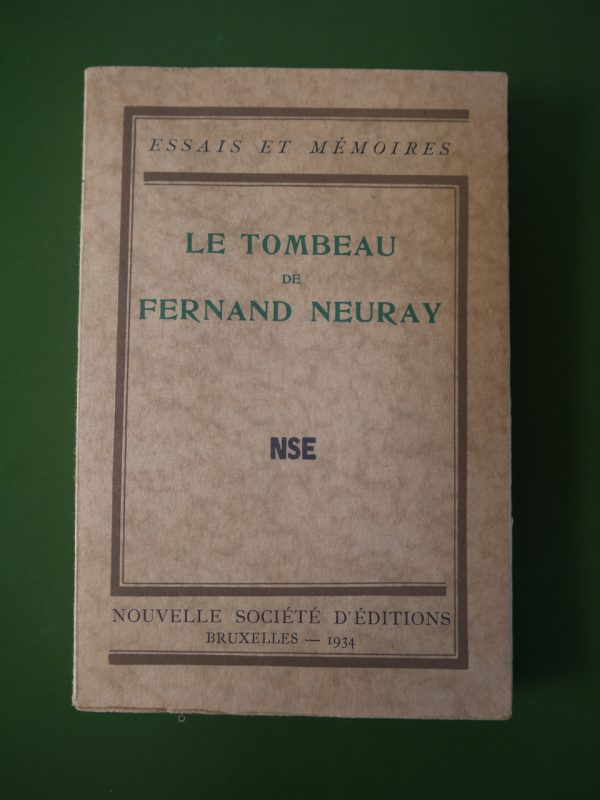 ESSAIS ET MÉMOIRES
LE TOMBEAU
DE
FERNAND NEURAY
NSE
NOUVELLE SOCIÉTÉ D'ÉDITIONS
BRUXELLES — 1934